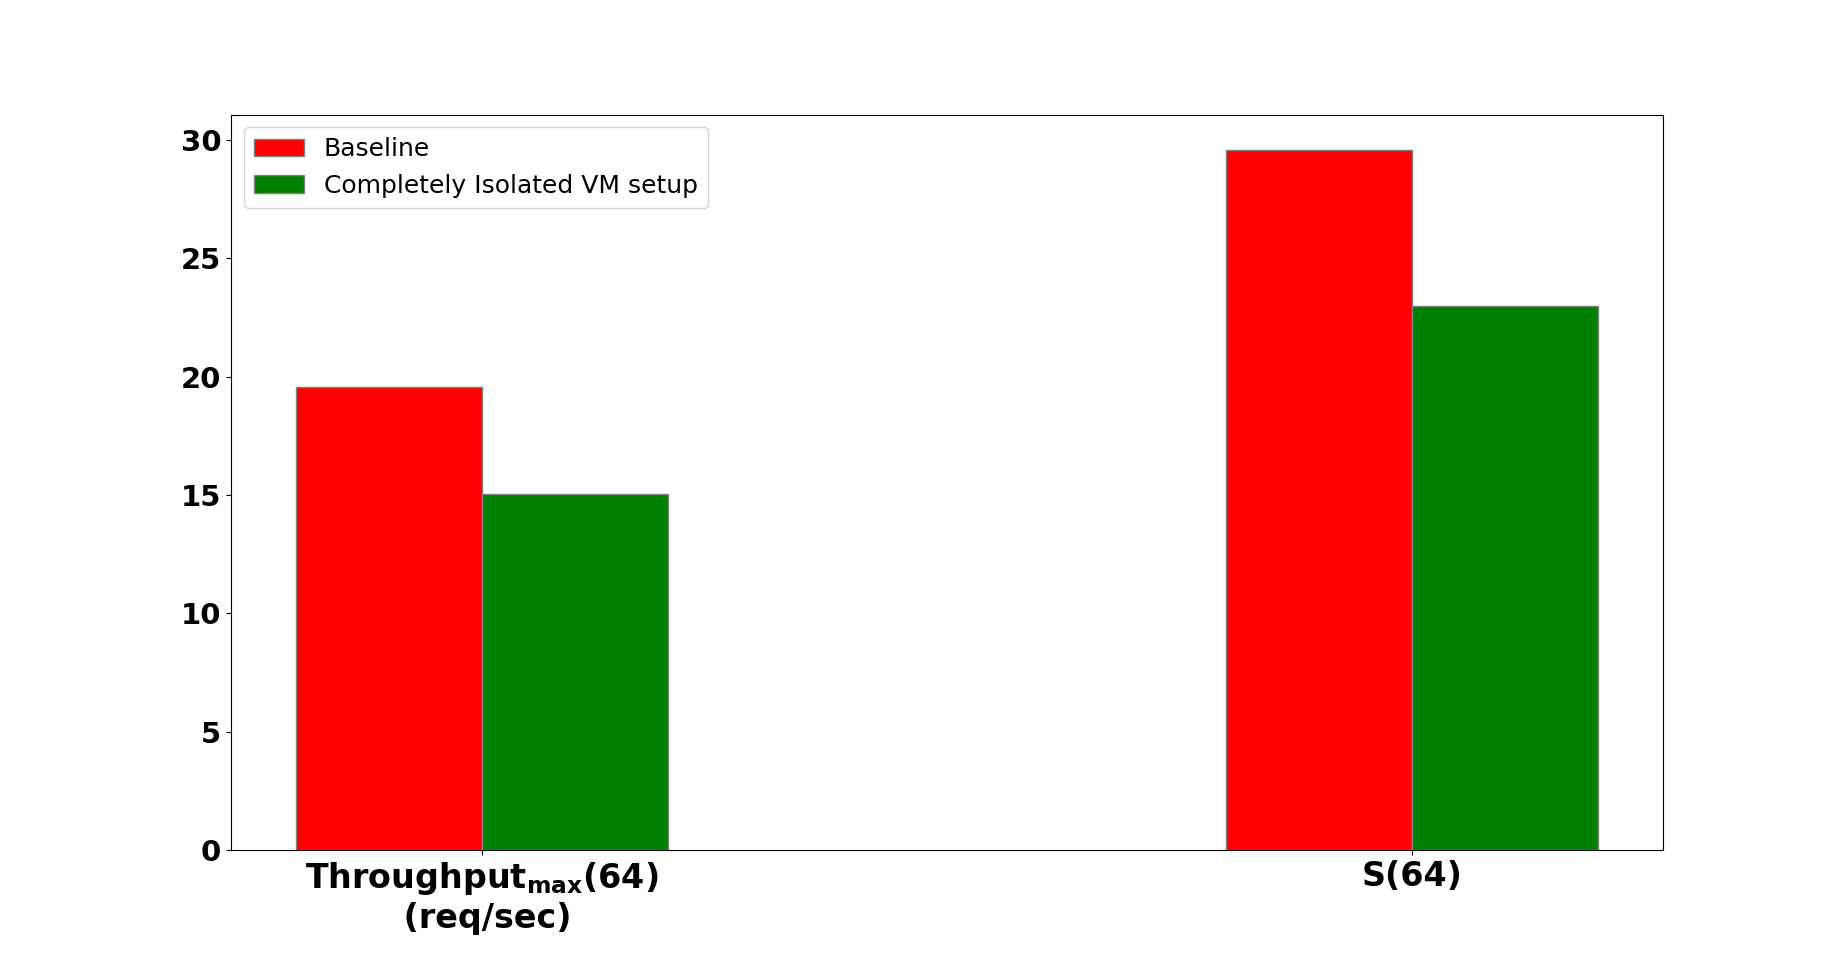 30
25
20
15
10
5
0
Baseline
Completely Isolated VM setup
Throughputmax(64)
(req/sec)
S(64)